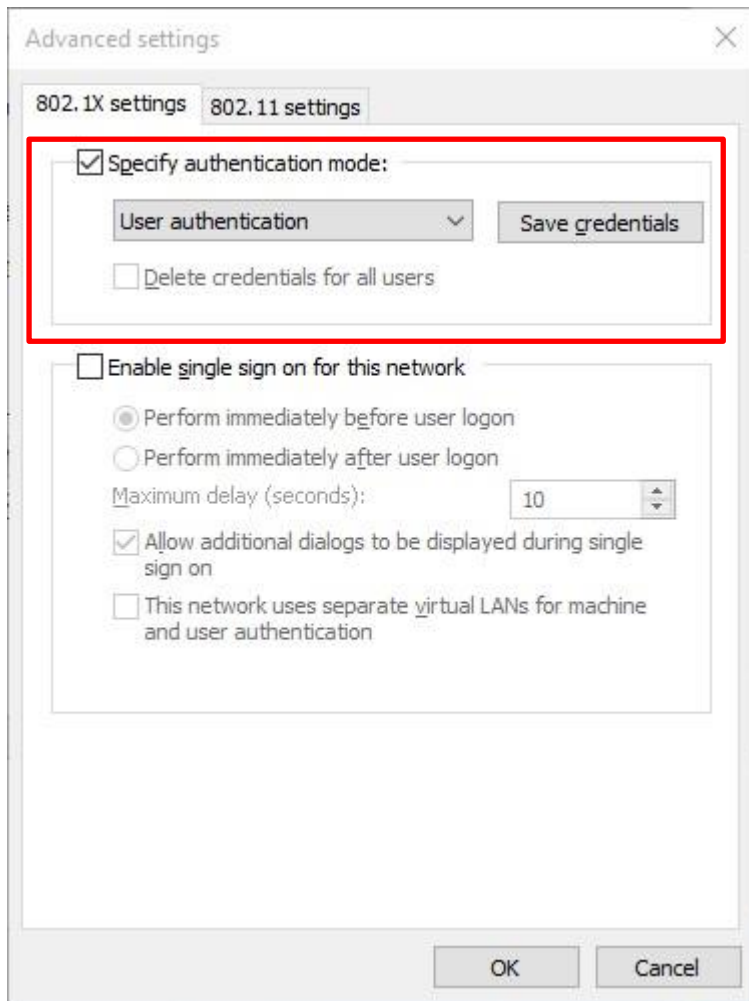 Advanced settings
802.1X settings
802.11 settings
Specify authentication mode:
User authentication
Save credentials
Delete credentials for all users
Enable single sign on for this network
Perform immediately before user logon
Perform immediately after user logon
Maximum delay (seconds):
10
Allow additional dialogs to be displayed during single
sign on
This network uses separate virtual LANs for machine
and user authentication
OK
Cancel